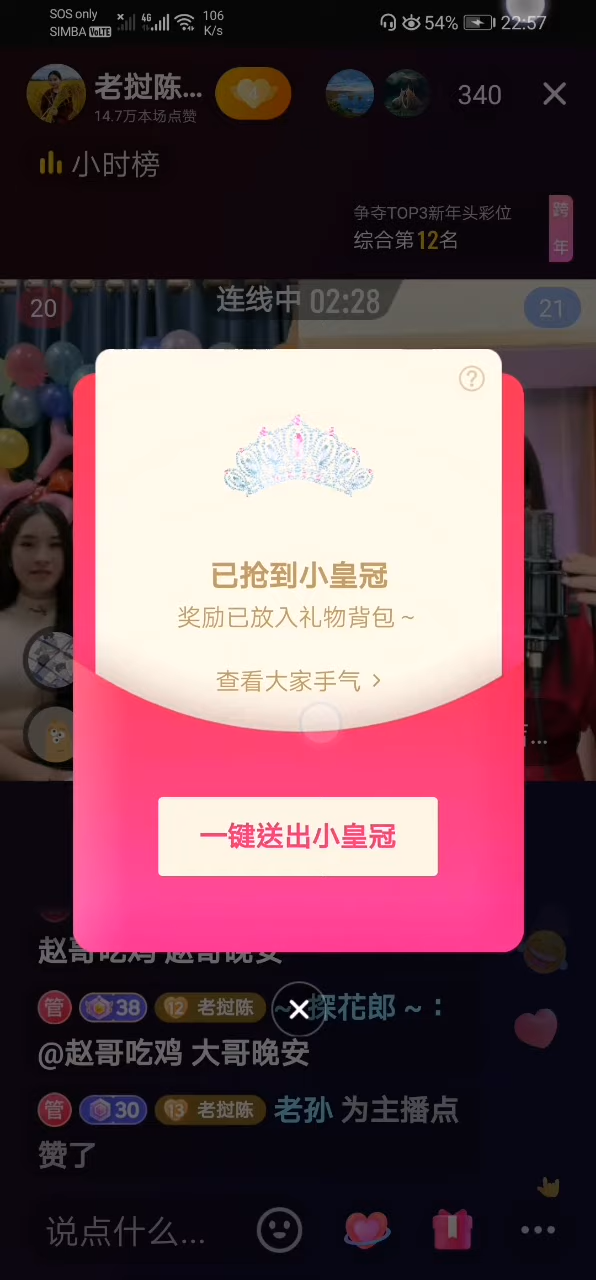 SOS only
SIMBA VoLTE
4G
106
K/s
54%
22:57
老挝陈...
14.7万本场点赞
340
小时榜
争夺TOP3新年头彩位
综合第12名
跨年
20
连线中 02:28
21
?
已抢到小皇冠
奖励已放入礼物背包~
查看大家手气 >
...
一键送出小皇冠
赵哥吃鸡 赵哥晚安
管 38 12 老挝陈 ~探花郎~：
@赵哥吃鸡 大哥晚安
管 30 13 老挝陈 老孙 为主播点
赞了
说点什么...